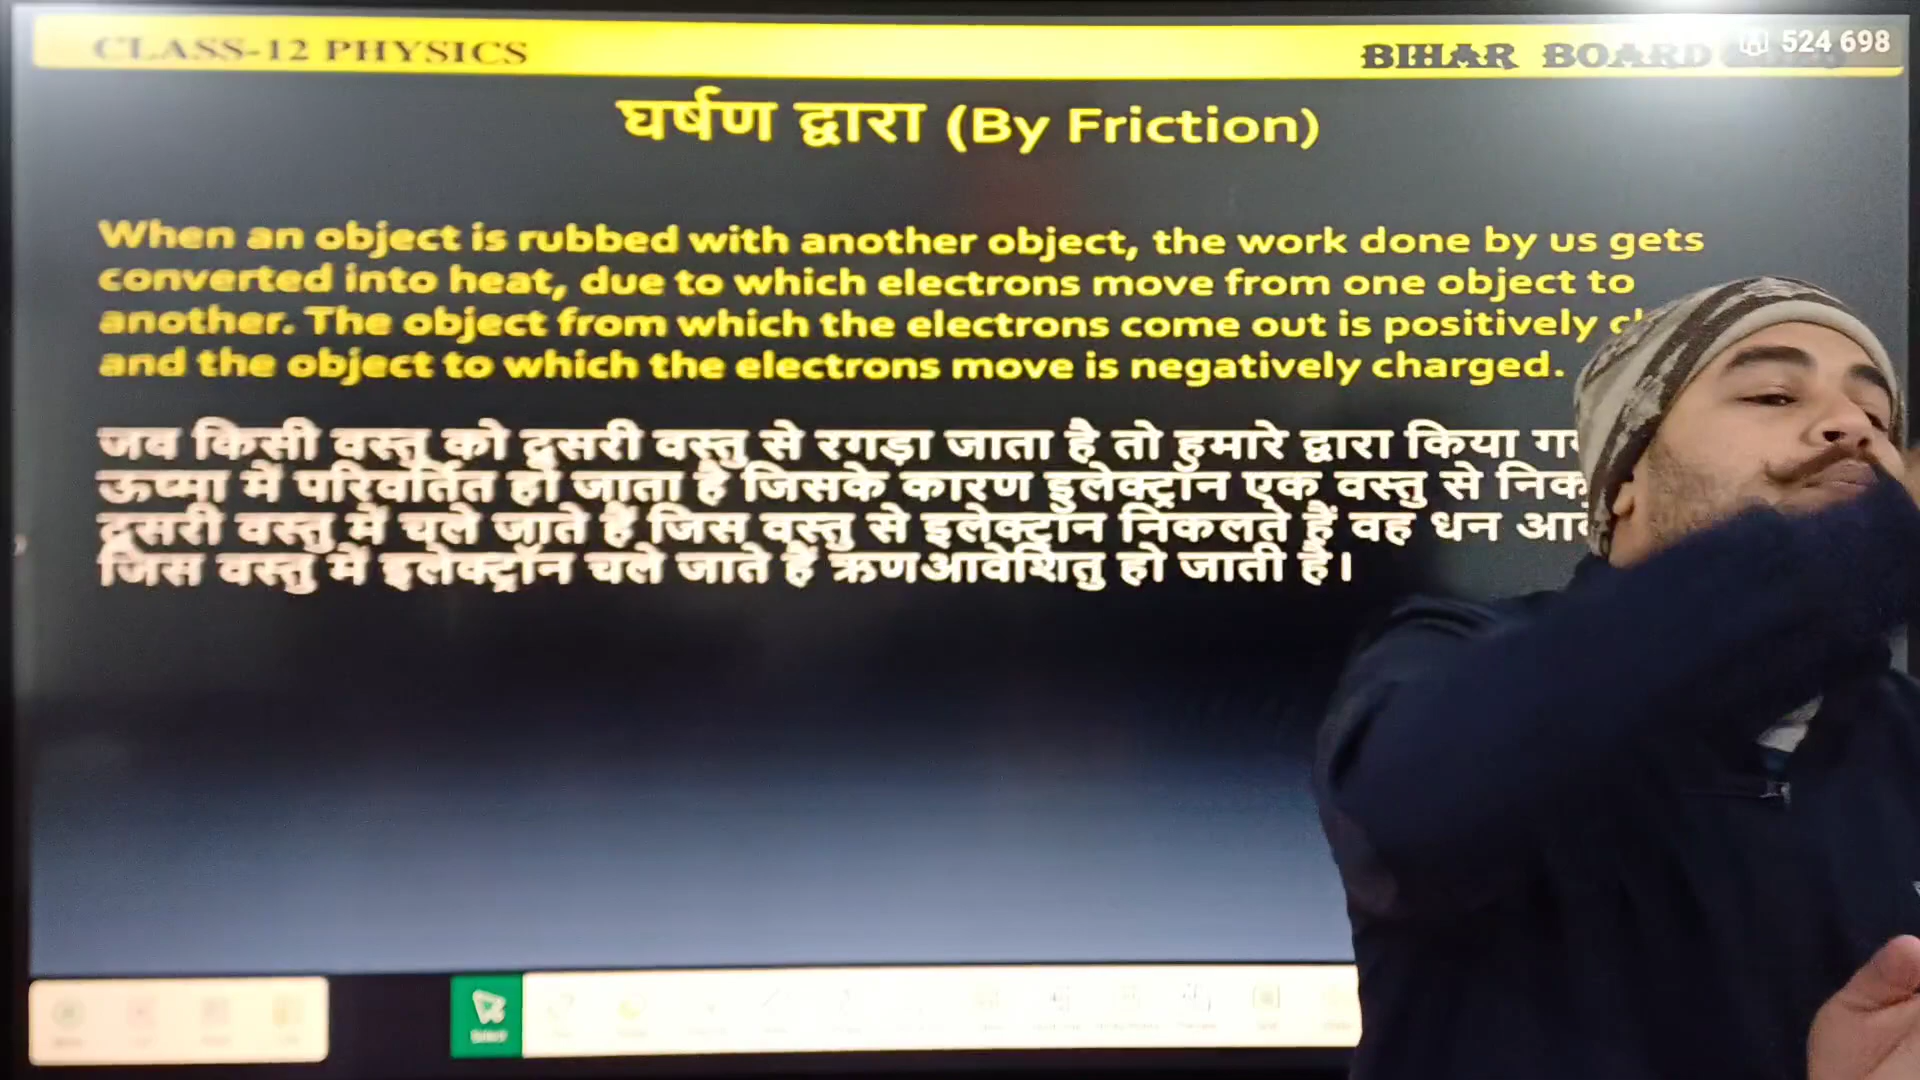 CLASS-12 PHYSICS
BIHAR BOARD
524 698
घर्षण द्वारा (By Friction)
When an object is rubbed with another object, the work done by us gets
converted into heat, due to which electrons move from one object to
another. The object from which the electrons come out is positively
and the object to which the electrons move is negatively charged.
जब किसी वस्तु को दूसरी वस्तु से रगड़ा जाता है तो हुमारे द्वारा किया
ऊष्मा में परिवर्तित हो जाता है जिसके कारण इलेक्ट्रॉन एक वस्तु से
दूसरी वस्तु में चले जाते हैं जिस वस्तु से इलेक्ट्रॉन निकलते हैं वह धन
जिस वस्तु में इलेक्ट्रॉन चले जाते हैं ऋणआवेशितु हो जाती है।
Select